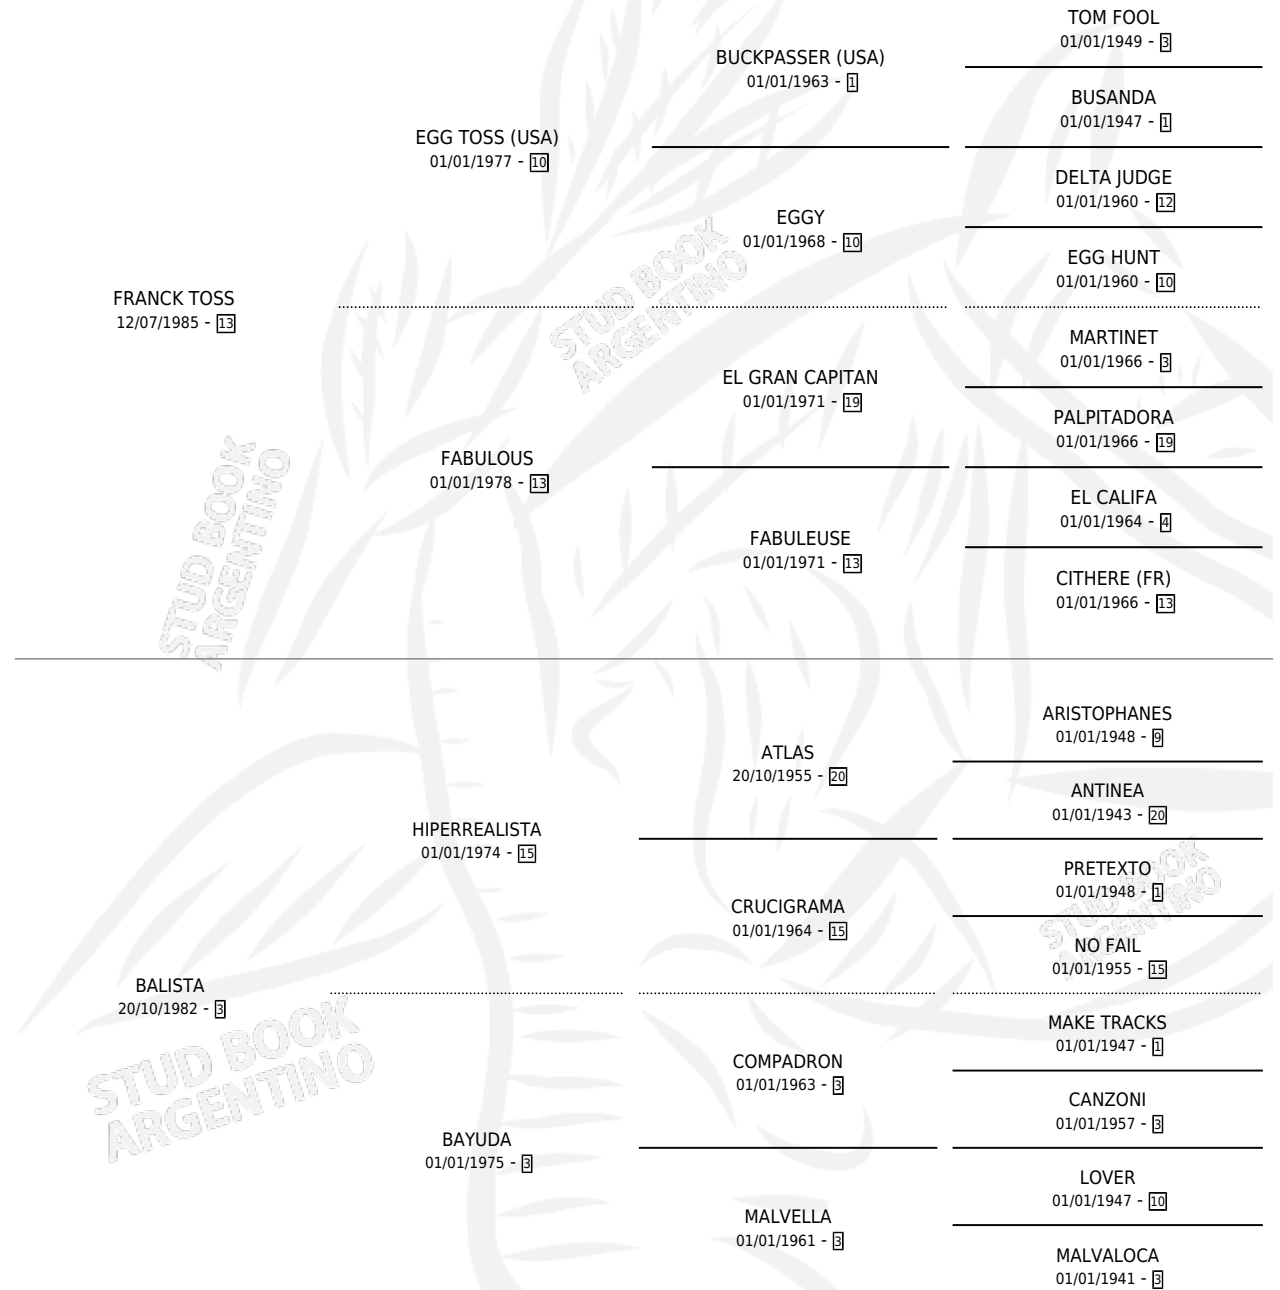 TOM FOOL
01/01/1949 - 3
BUCKPASSER (USA)
01/01/1963 - 1
BUSANDA
01/01/1947 - 1
EGG TOSS (USA)
01/01/1977 - 10
DELTA JUDGE
01/01/1960 - 12
EGGY
01/01/1968 - 10
EGG HUNT
01/01/1960 - 10
FRANCK TOSS
12/07/1985 - 13
MARTINET
01/01/1966 - 3
EL GRAN CAPITAN
01/01/1971 - 19
PALPITADORA
01/01/1966 - 19
FABULOUS
01/01/1978 - 13
EL CALIFA
01/01/1964 - 4
FABULEUSE
01/01/1971 - 13
CITHERE (FR)
01/01/1966 - 13
STUD BOOK
ARGENTINO
STUD BOOK
ARGENTINO
ARISTOPHANES
01/01/1948 - 9
ATLAS
20/10/1955 - 20
ANTINEA
01/01/1943 - 20
HIPERREALISTA
01/01/1974 - 15
PRETEXTO
01/01/1948 - 1
CRUCIGRAMA
01/01/1964 - 15
NO FAIL
01/01/1955 - 15
STUD BOOK
ARGENTINO
BALISTA
20/10/1982 - 3
MAKE TRACKS
01/01/1947 - 1
COMPADRON
01/01/1963 - 3
CANZONI
01/01/1957 - 3
BAYUDA
01/01/1975 - 3
LOVER
01/01/1947 - 10
MALVELLA
01/01/1961 - 3
MALVALOCA
01/01/1941 - 3
STUD BOOK
ARGENTINO